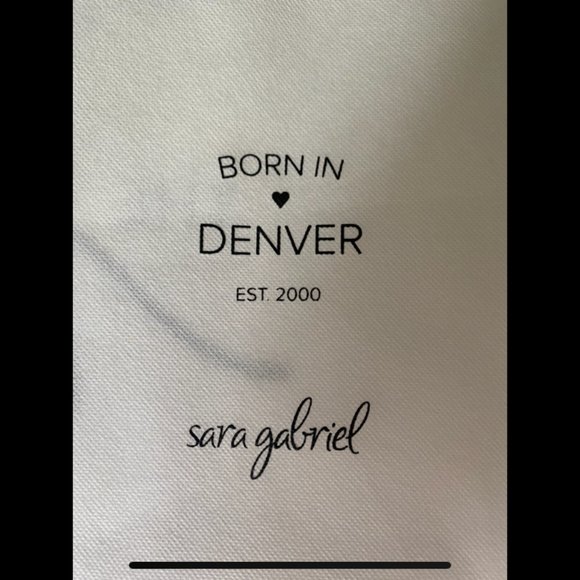 BORN IN
♥
DENVER
EST. 2000
sara gabriel